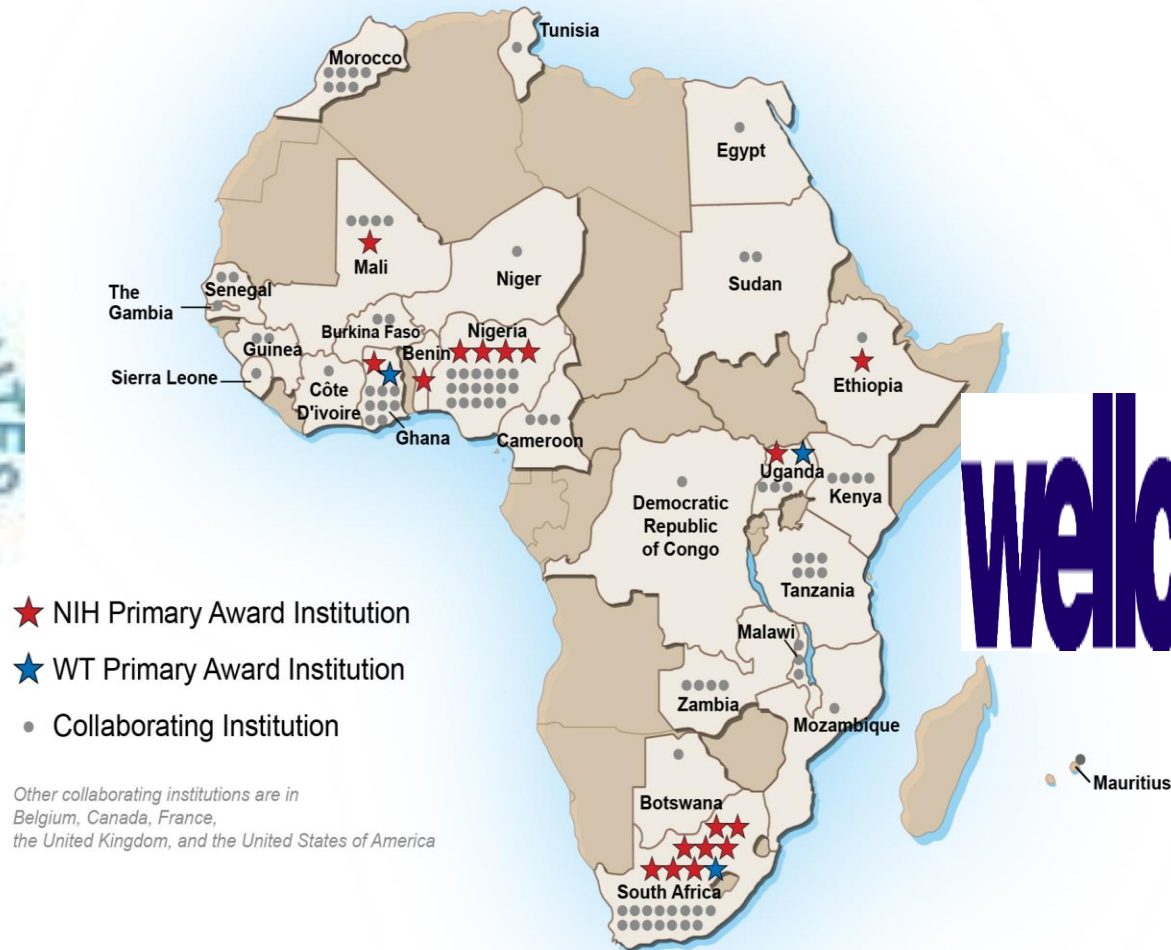 Tunisia
Morocco
Egypt
Mali
Niger
Sudan
Senegal
The
Gambia
Burkina Faso
Nigeria
Guinea
Benin
Ethiopia
Sierra Leone
Côte
D'ivoire
Ghana
Cameroon
Uganda
Kenya
Democratic
Republic
of Congo
Tanzania
NIH Primary Award Institution
Malawi
WT Primary Award Institution
Zambia
Collaborating Institution
Mozambique
Mauritius
Other collaborating institutions are in
Belgium, Canada, France,
the United Kingdom, and the United States of America
Botswana
South Africa